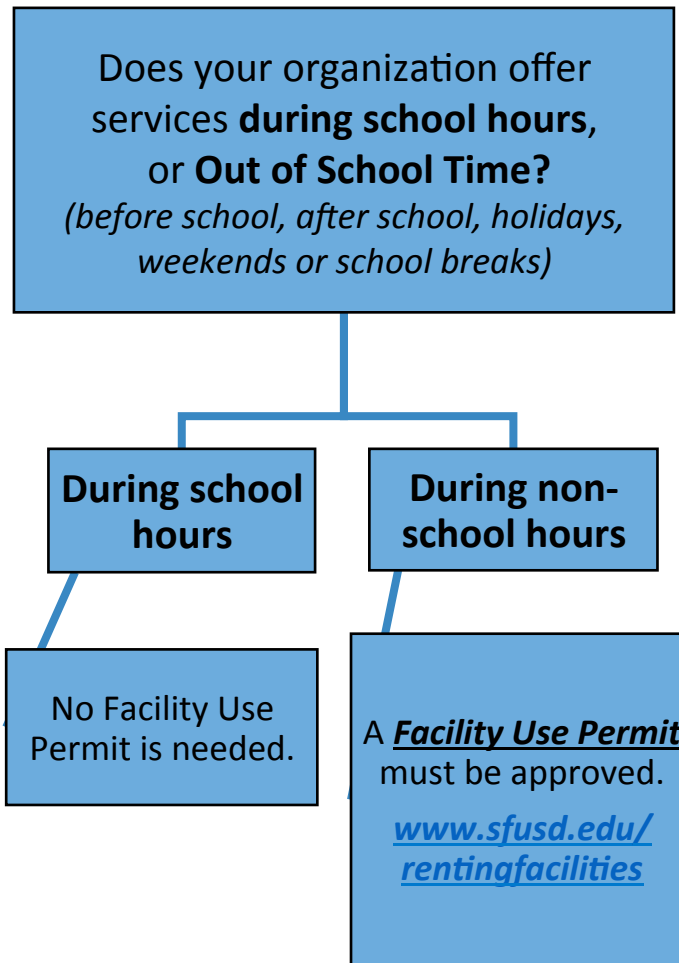 Does your organization offer
services during school hours,
or Out of School Time?
(before school, after school, holidays,
weekends or school breaks)
During school
hours
During non-
school hours
No Facility Use
Permit is needed.
A Facility Use Permit
must be approved.
www.sfusd.edu/
rentingfacilities